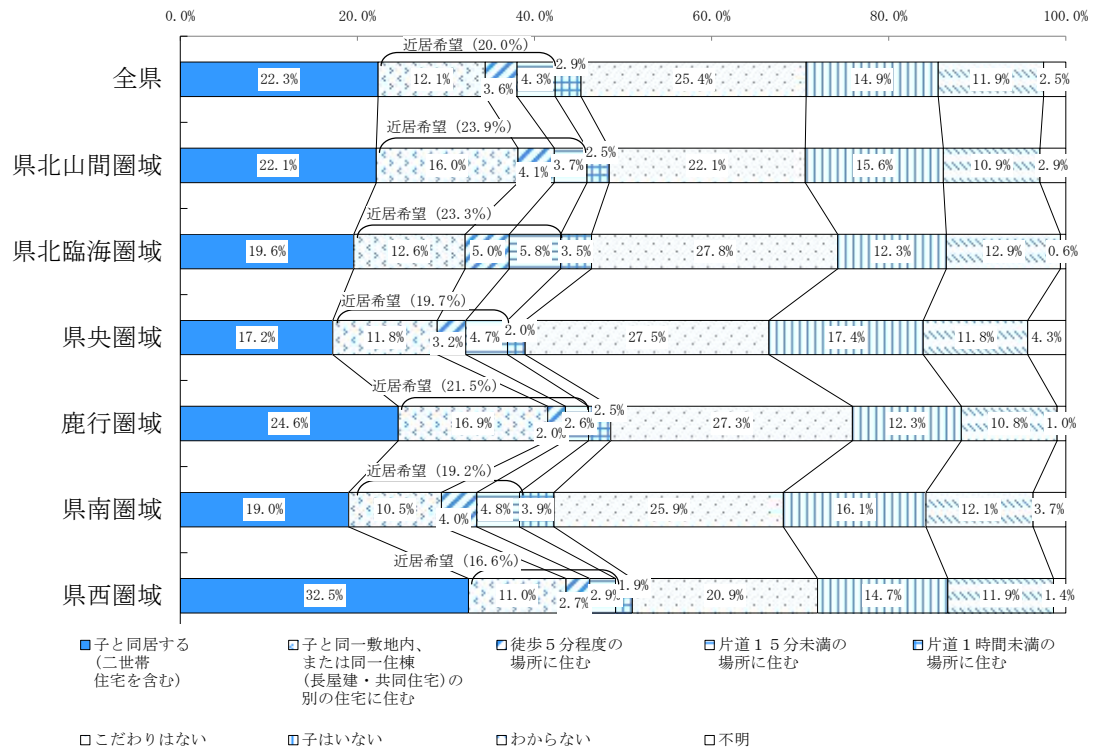 0.0% 20.0% 40.0% 60.0% 80.0% 100.0%
近居希望(20.0%)
全県 22.3% 12.1% 3.6% 4.3% 2.9% 25.4% 14.9% 11.9% 2.5%
近居希望(23.9%)
県北山間圏域 22.1% 16.0% 4.1% 3.7% 2.5% 22.1% 15.6% 10.9% 2.9%
近居希望(23.3%)
県北臨海圏域 19.6% 12.6% 5.0% 5.8% 3.5% 27.8% 12.3% 12.9% 0.6%
近居希望(19.7%)
県央圏域 17.2% 11.8% 3.2% 4.7% 2.0% 27.5% 17.4% 11.8% 4.3%
近居希望(21.5%)
鹿行圏域 24.6% 16.9% 2.0% 2.6% 2.5% 27.3% 12.3% 10.8% 1.0%
近居希望(19.2%)
県南圏域 19.0% 10.5% 4.0% 4.8% 3.9% 25.9% 16.1% 12.1% 3.7%
近居希望(16.6%)
県西圏域 32.5% 11.0% 2.7% 2.9% 1.9% 20.9% 14.7% 11.9% 1.4%
子と同居する
(二世帯
住宅を含む)
子と同一敷地内、
または同一住棟
(長屋建・共同住宅)の
別の住宅に住む
徒歩5分程度の
場所に住む
片道15分未満の
場所に住む
片道1時間未満の
場所に住む
こだわりはない
子はいない
わからない
不明